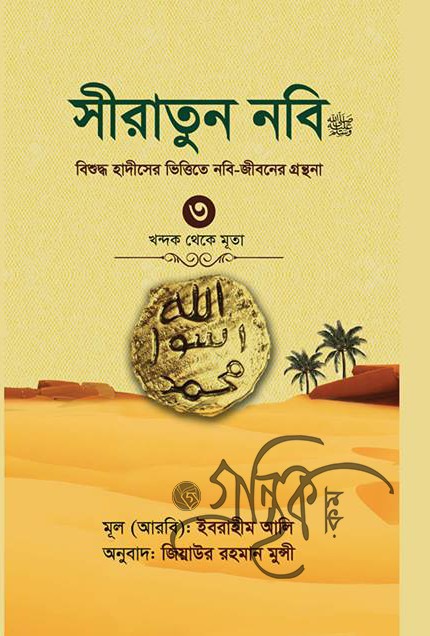 সীরাতুন নবি ﷺ
বিশুদ্ধ হাদীসের ভিত্তিতে নবি-জীবনের গ্রন্থনা
৩
খন্দক থেকে মূতা
الله
رسول
محمد
মূল (আরবি): ইবরাহীম আলি
অনুবাদ: জিয়াউর রহমান মুন্সী